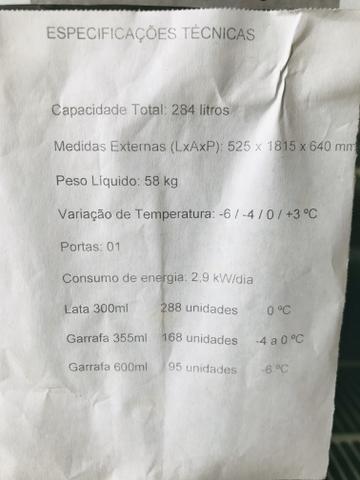 ESPECIFICAÇÕES TÉCNICAS
Capacidade Total: 284 litros
Medidas Externas (LxAxP): 525 x 1815 x 640 mm
Peso Líquido: 58 kg
Variação de Temperatura: -6 / -4 / 0 / +3 ºC
Portas: 01
Consumo de energia: 2,9 kW/dia
Lata 300ml 288 unidades 0 ºC
Garrafa 355ml 168 unidades -4 a 0 ºC
Garrafa 600ml 95 unidades -6 ºC